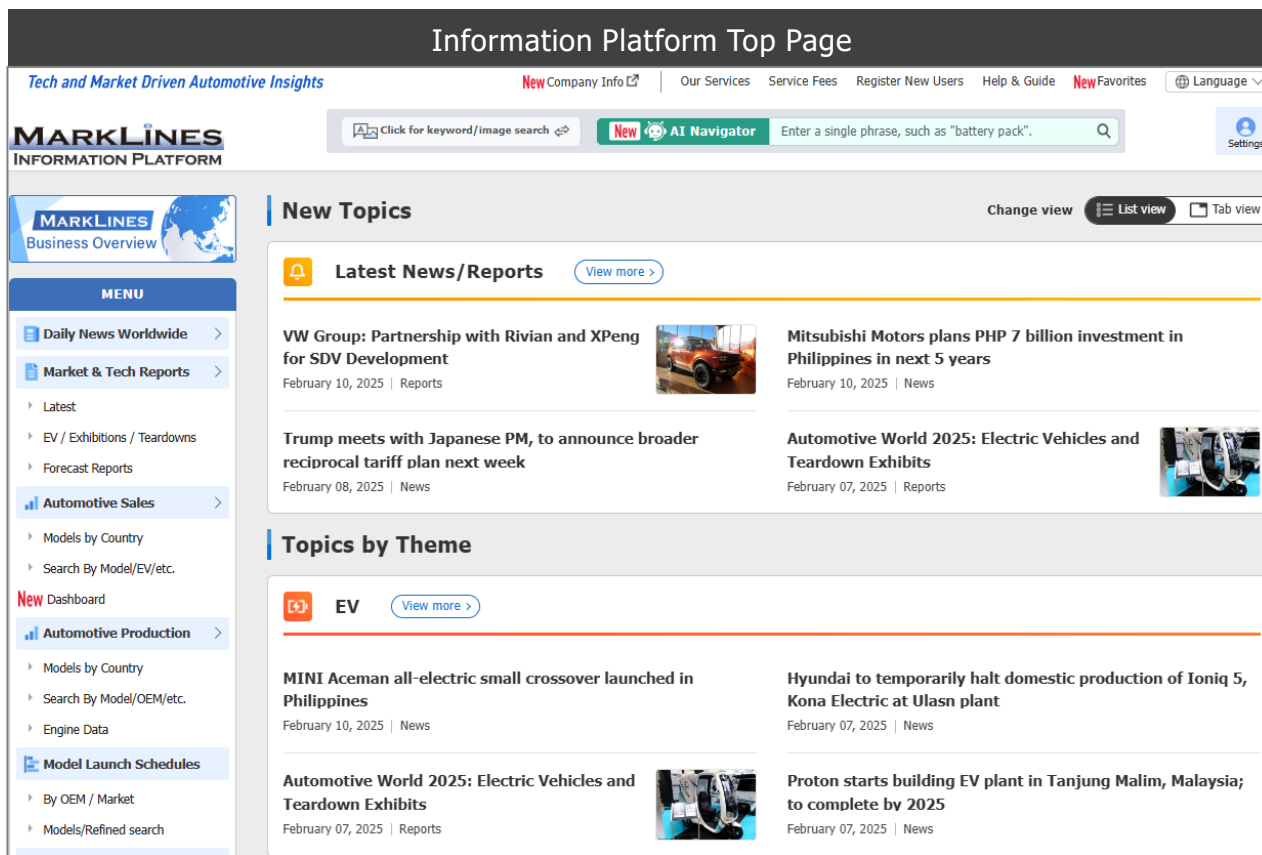 Information Platform Top Page
Tech and Market Driven Automotive Insights
New Company Info
Our Services
Service Fees
Register New Users
Help & Guide
New Favorites
Language
MARKLINES
INFORMATION PLATFORM
Click for keyword/image search
New AI Navigator
Enter a single phrase, such as "battery pack".
Settings
MARKLINES
Business Overview
MENU
Daily News Worldwide
Market & Tech Reports
Latest
EV / Exhibitions / Teardowns
Forecast Reports
Automotive Sales
Models by Country
Search By Model/EV/etc.
New Dashboard
Automotive Production
Models by Country
Search By Model/OEM/etc.
Engine Data
Model Launch Schedules
By OEM / Market
Models/Refined search
New Topics
Change view
List view
Tab view
Latest News/Reports
View more >
VW Group: Partnership with Rivian and XPeng
for SDV Development
February 10, 2025 | Reports
Mitsubishi Motors plans PHP 7 billion investment in
Philippines in next 5 years
February 10, 2025 | News
Trump meets with Japanese PM, to announce broader
reciprocal tariff plan next week
February 08, 2025 | News
Automotive World 2025: Electric Vehicles and
Teardown Exhibits
February 07, 2025 | Reports
Topics by Theme
EV
View more >
MINI Aceman all-electric small crossover launched in
Philippines
February 10, 2025 | News
Hyundai to temporarily halt domestic production of Ioniq 5,
Kona Electric at Ulasn plant
February 07, 2025 | News
Automotive World 2025: Electric Vehicles and
Teardown Exhibits
February 07, 2025 | Reports
Proton starts building EV plant in Tanjung Malim, Malaysia;
to complete by 2025
February 07, 2025 | News